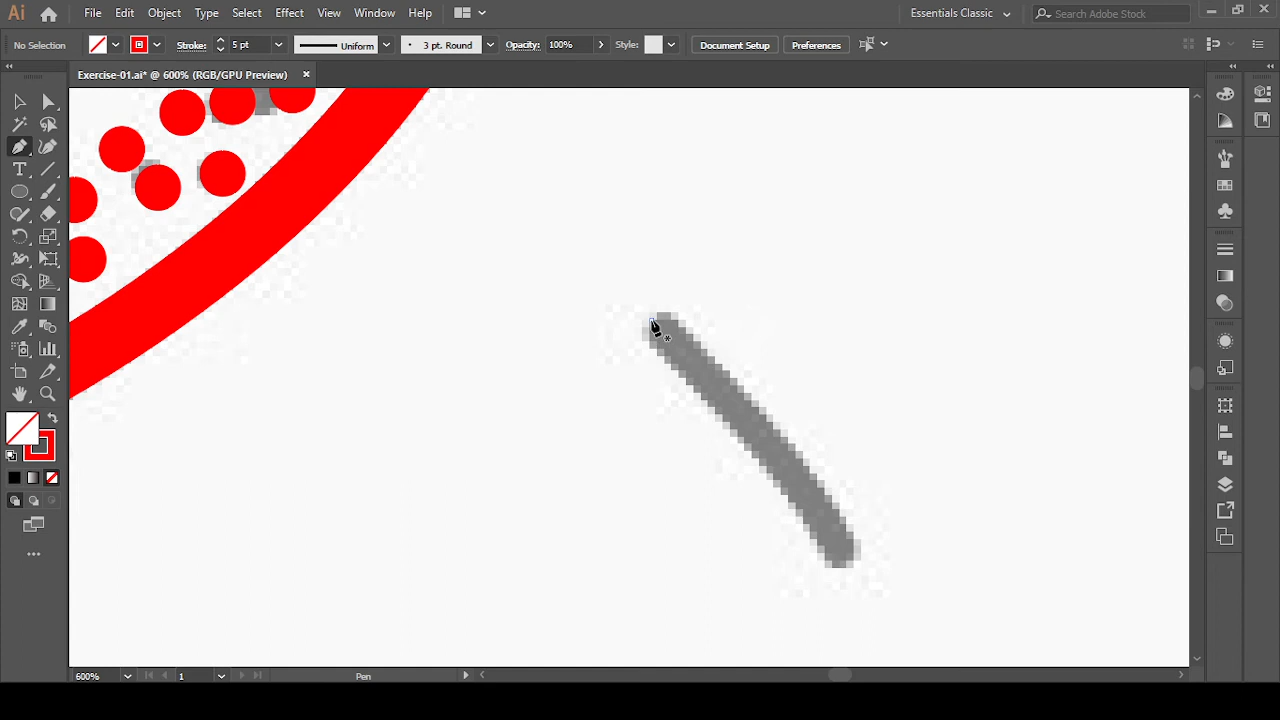 Ai File Edit Object Type Select Effect View Window Help Essentials Classic Search Adobe Stock
No Selection Stroke: 5 pt Uniform 3 pt. Round Opacity: 100% Style: Document Setup Preferences
Exercise-01.ai* @ 600% (RGB/GPU Preview)
600% 1 Pen